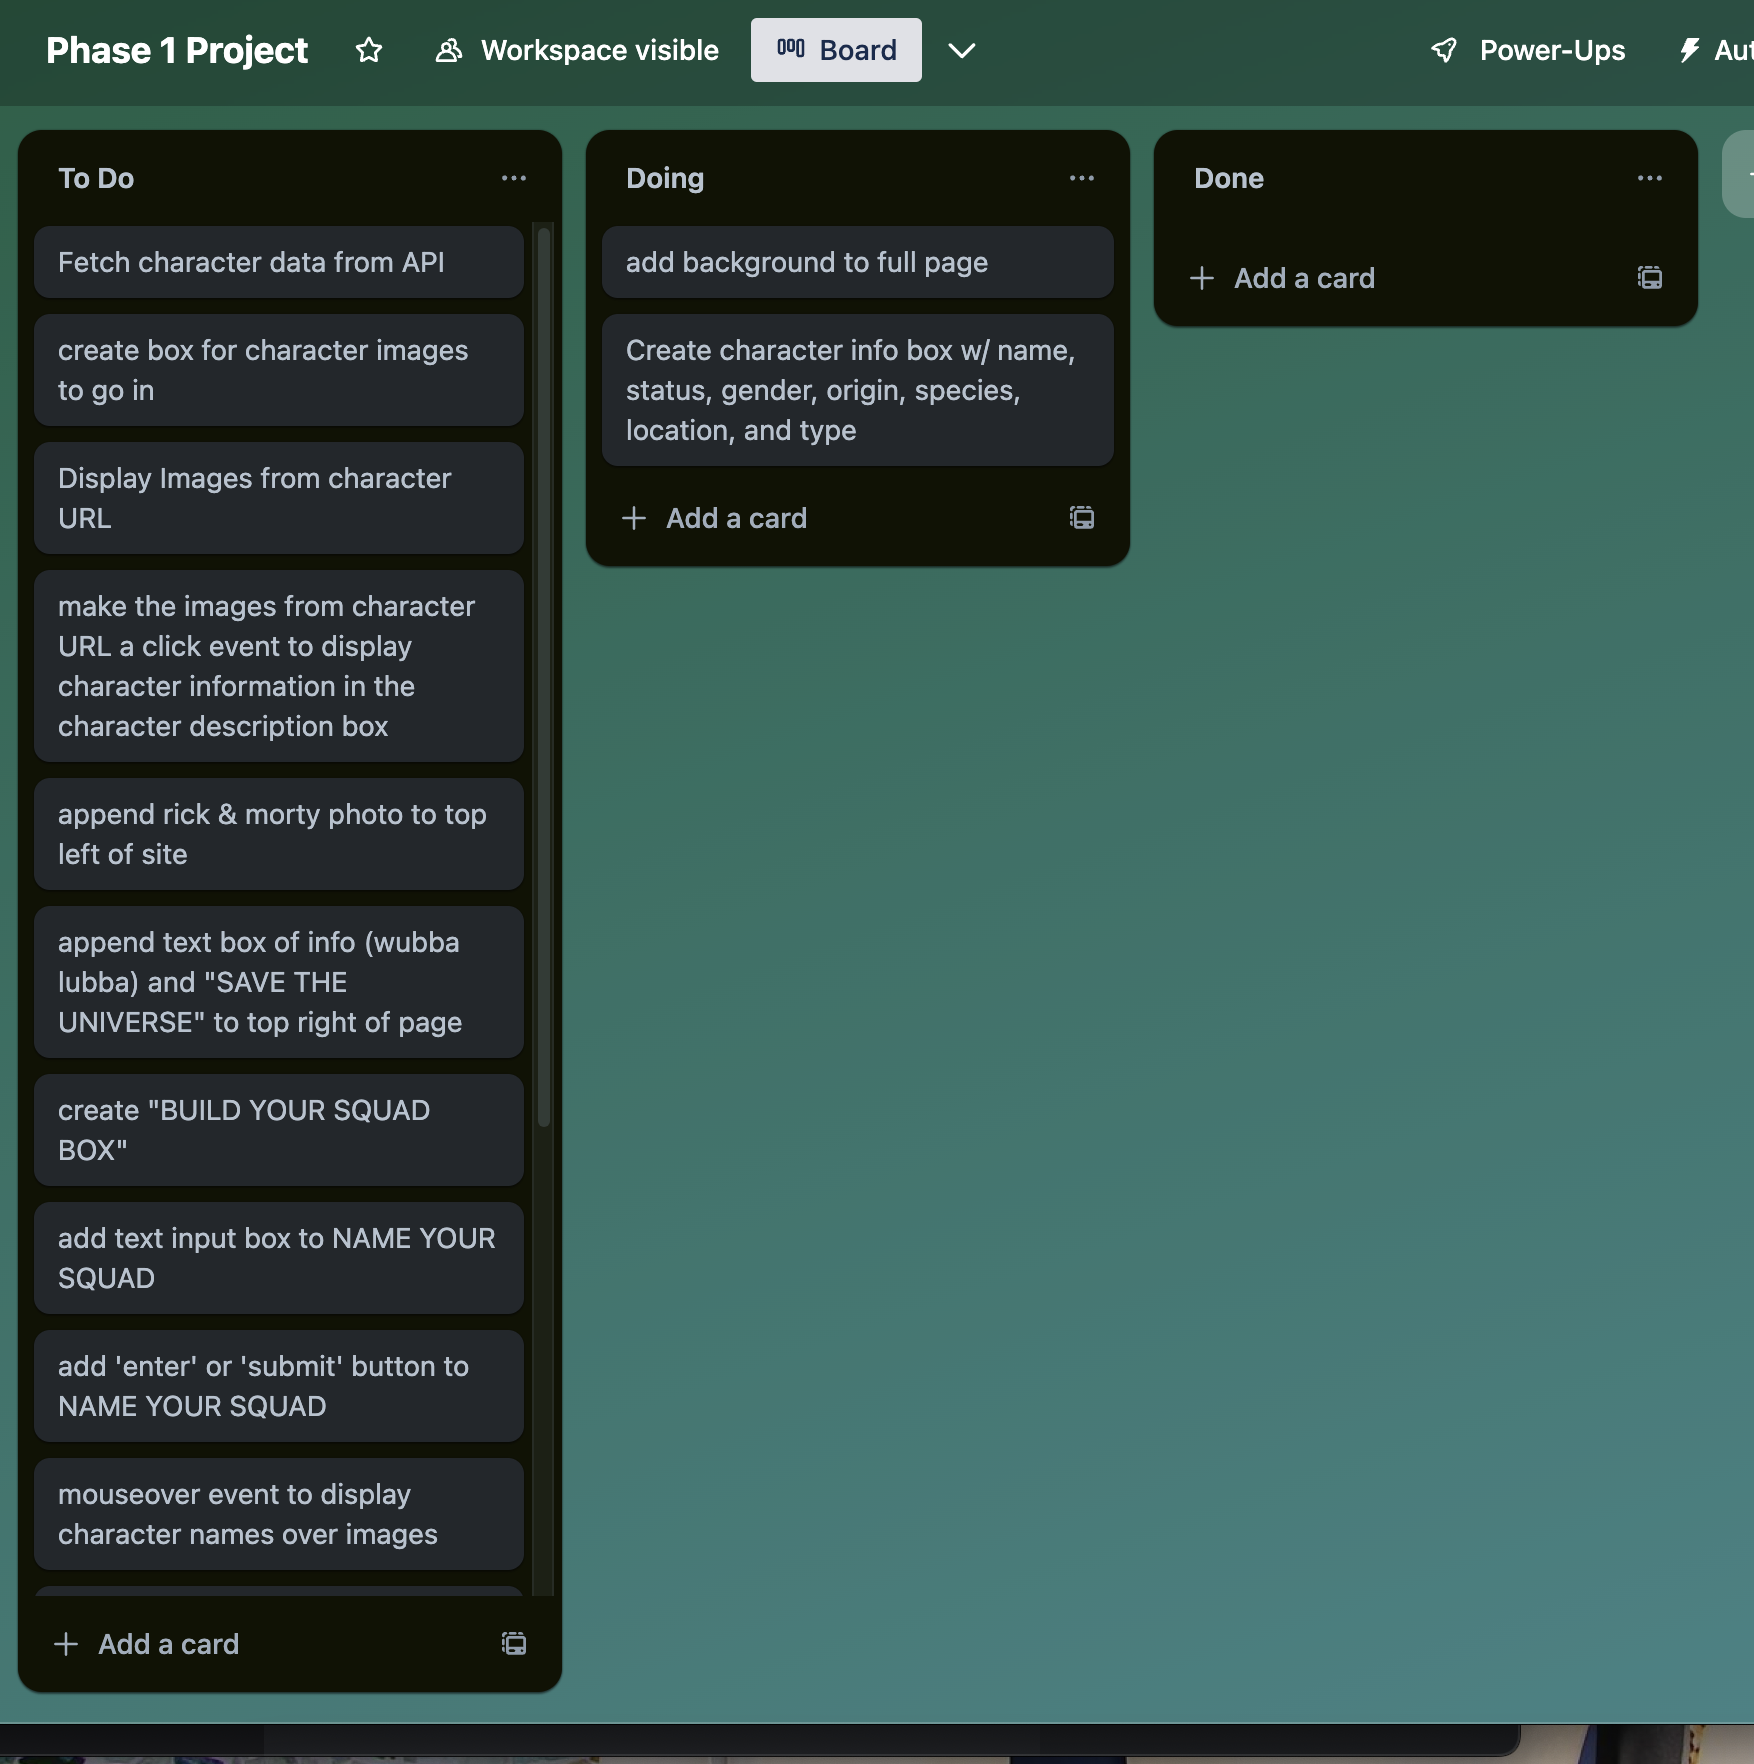 Phase 1 Project
Workspace visible
Board
Power-Ups
To Do
Fetch character data from API
create box for character images
to go in
Display Images from character
URL
make the images from character
URL a click event to display
character information in the
character description box
append rick & morty photo to top
left of site
append text box of info (wubba
lubba) and "SAVE THE
UNIVERSE" to top right of page
create "BUILD YOUR SQUAD
BOX"
add text input box to NAME YOUR
SQUAD
add 'enter' or 'submit' button to
NAME YOUR SQUAD
mouseover event to display
character names over images
+ Add a card
Doing
add background to full page
Create character info box w/ name,
status, gender, origin, species,
location, and type
+ Add a card
Done
+ Add a card